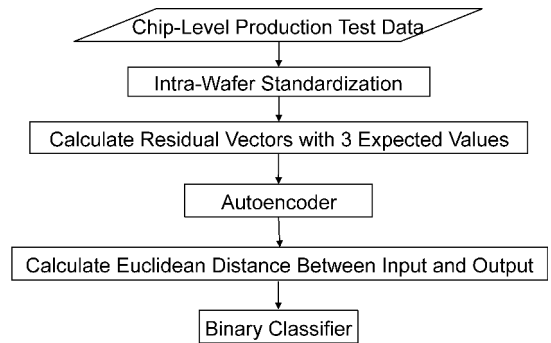 Chip-Level Production Test Data
Intra-Wafer Standardization
Calculate Residual Vectors with 3 Expected Values
Autoencoder
Calculate Euclidean Distance Between Input and Output
Binary Classifier